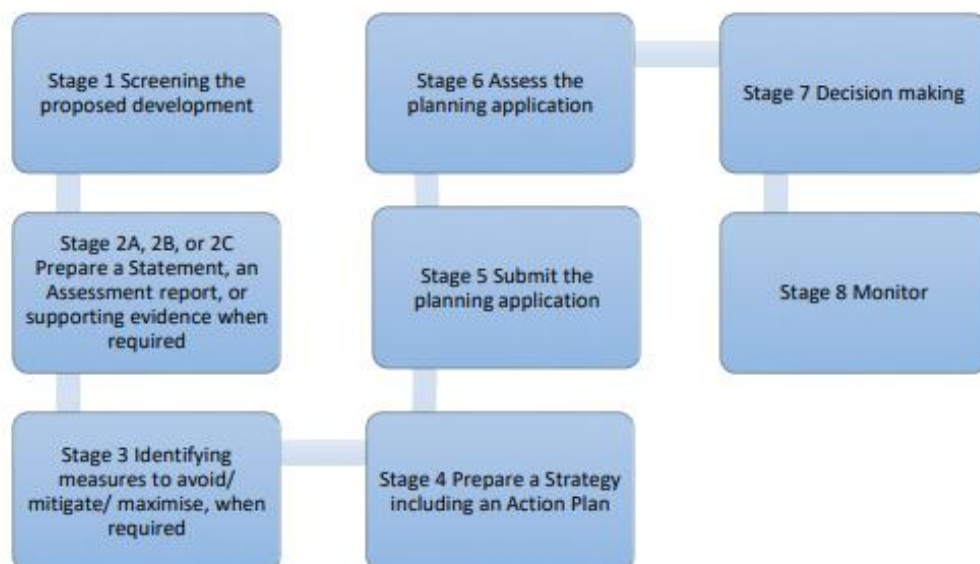 Stage 1 Screening the
proposed development
Stage 2A, 2B, or 2C
Prepare a Statement, an
Assessment report, or
supporting evidence when
required
Stage 3 Identifying
measures to avoid/
mitigate/ maximise, when
required
Stage 4 Prepare a Strategy
including an Action Plan
Stage 5 Submit the
planning application
Stage 6 Assess the
planning application
Stage 7 Decision making
Stage 8 Monitor